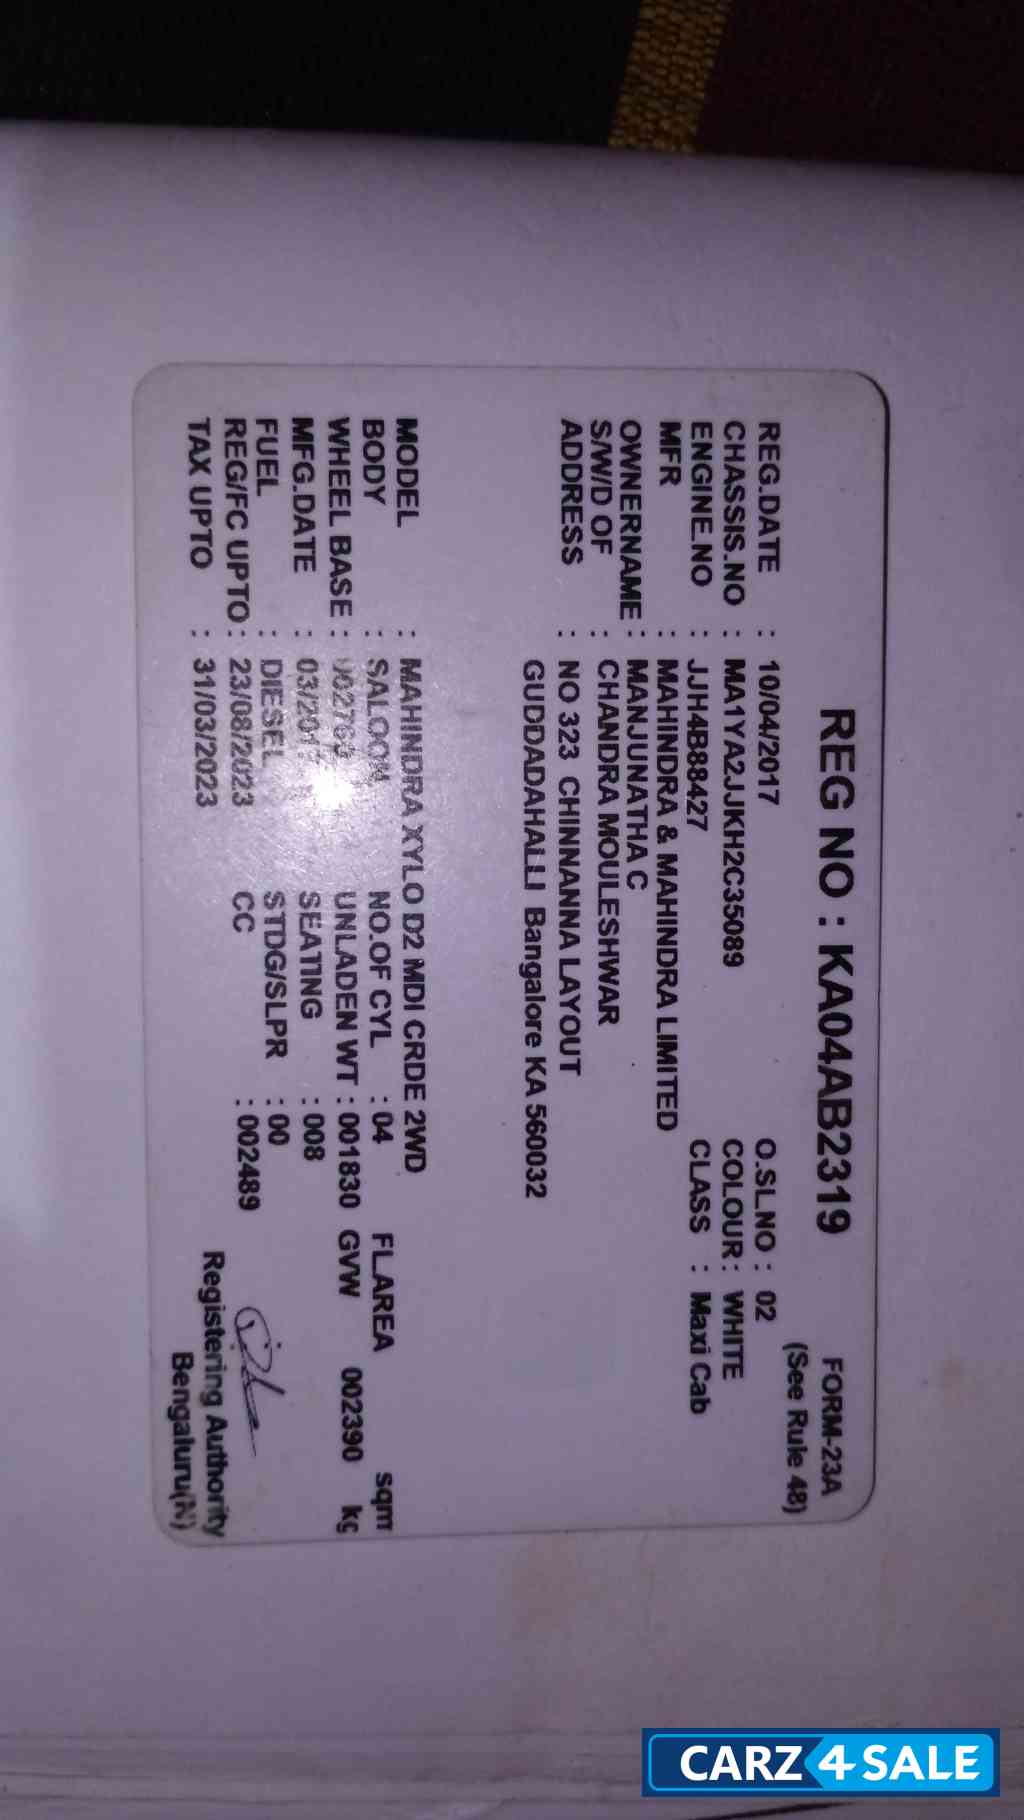 FORM-23A
REG NO : KA04AB2319 (See Rule 48)
REG.DATE : 10/04/2017 O.SL.NO : 02
CHASSIS.NO : MA1YA2JJKH2C35089 COLOUR : WHITE
ENGINE.NO : JJH4B88427 CLASS : Maxi Cab
MFR : MAHINDRA & MAHINDRA LIMITED
OWNERNAME : MANJUNATHA C
S/W/D OF : CHANDRA MOULESHWAR
ADDRESS : NO 323 CHINNANNA LAYOUT
GUDDADAHALLI Bangalore KA 560032
MODEL : MAHINDRA XYLO D2 MDI CRDE 2WD
BODY : SALOON NO.OF CYL : 04 FLAREA sqm
WHEEL BASE : UNLADEN WT : 001830 GVW 002390 kg
MFG.DATE : SEATING : 008
FUEL : DIESEL STDG/SLPR : 00
REG/FC UPTO : 23/08/2023 CC : 002489
TAX UPTO : 31/03/2023
Registering Authority
Bengaluru(N)
CARZ4SALE